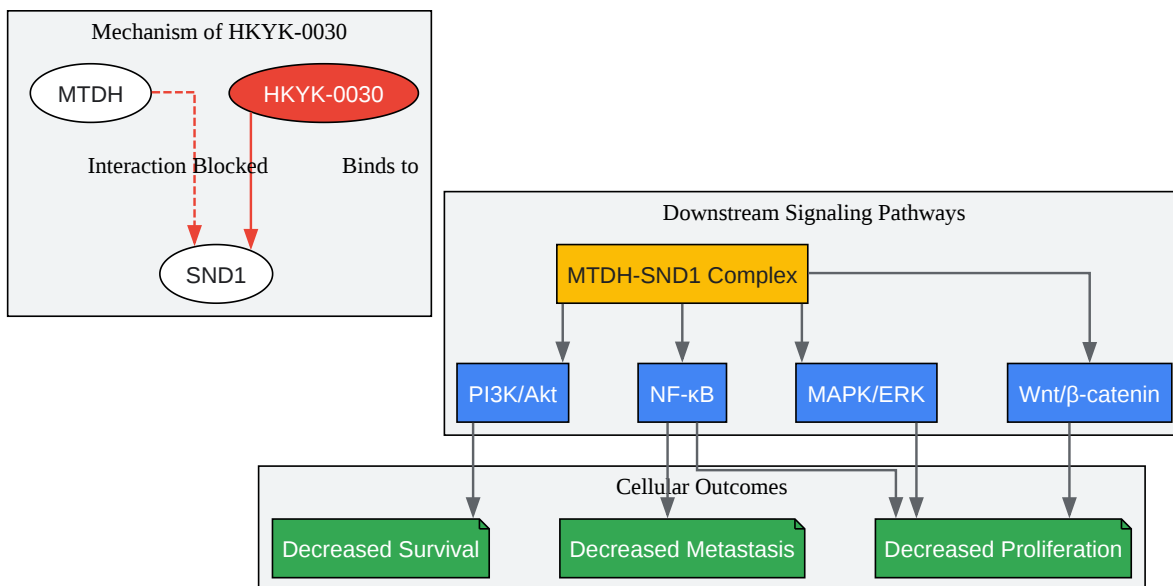 Mechanism of HKYK-0030
MTDH
HKYK-0030
Interaction Blocked
Binds to
SND1
Downstream Signaling Pathways
MTDH-SND1 Complex
PI3K/Akt
NF-κB
MAPK/ERK
Wnt/β-catenin
Cellular Outcomes
Decreased Survival
Decreased Metastasis
Decreased Proliferation